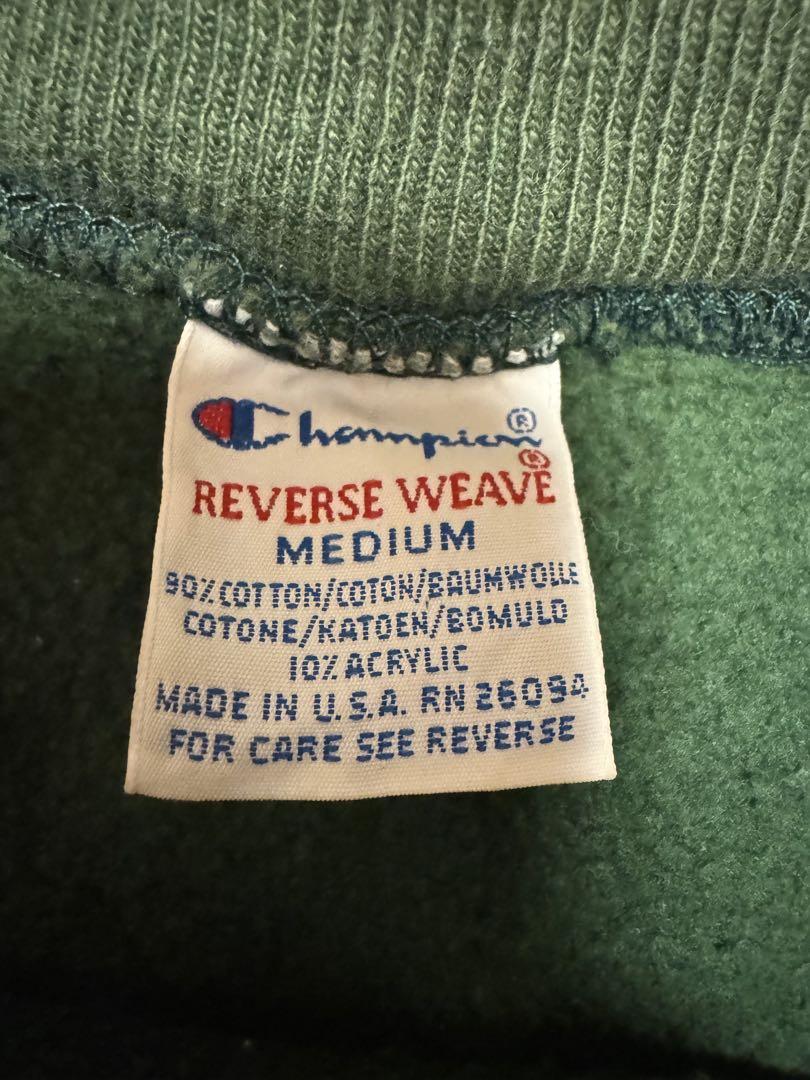 Champion®
REVERSE WEAVE®
MEDIUM
90% COTTON/COTON/BAUMWOLLE
COTONE/KATOEN/BOMULD
10% ACRYLIC
MADE IN U.S.A. RN 26094
FOR CARE SEE REVERSE